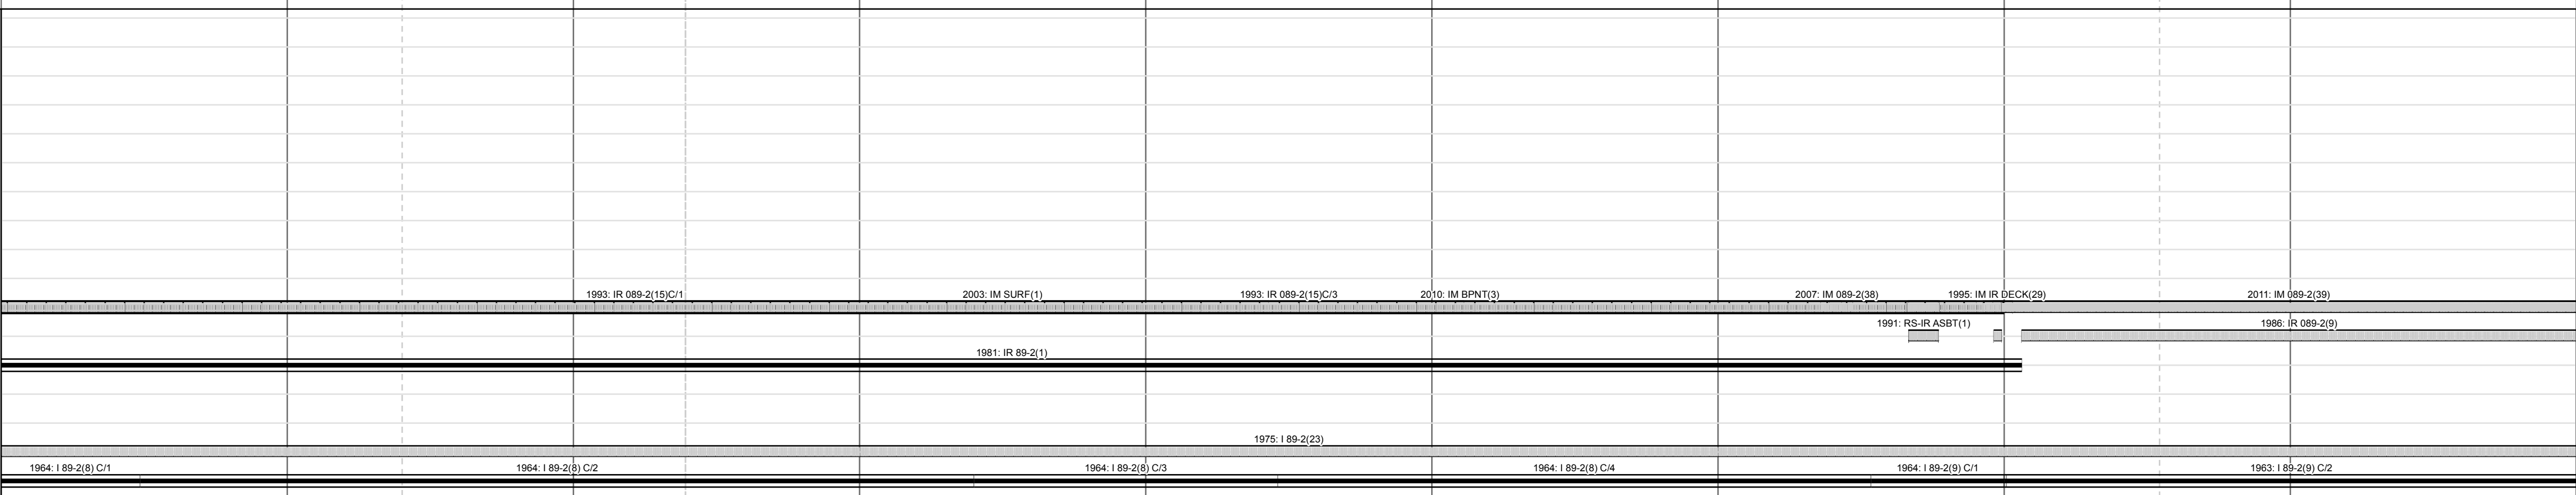 1993: IR 089-2(15)C/1 2003: IM SURF(1) 1993: IR 089-2(15)C/3 2010: IM BPNT(3) 2007: IM 089-2(38) 1995: IM IR DECK(29) 2011: IM 089-2(39)
1991: RS-IR ASBT(1) 1986: IR 089-2(9)
1981: IR 89-2(1)
1975: I 89-2(23)
1964: I 89-2(8) C/1 1964: I 89-2(8) C/2 1964: I 89-2(8) C/3 1964: I 89-2(8) C/4 1964: I 89-2(9) C/1 1963: I 89-2(9) C/2